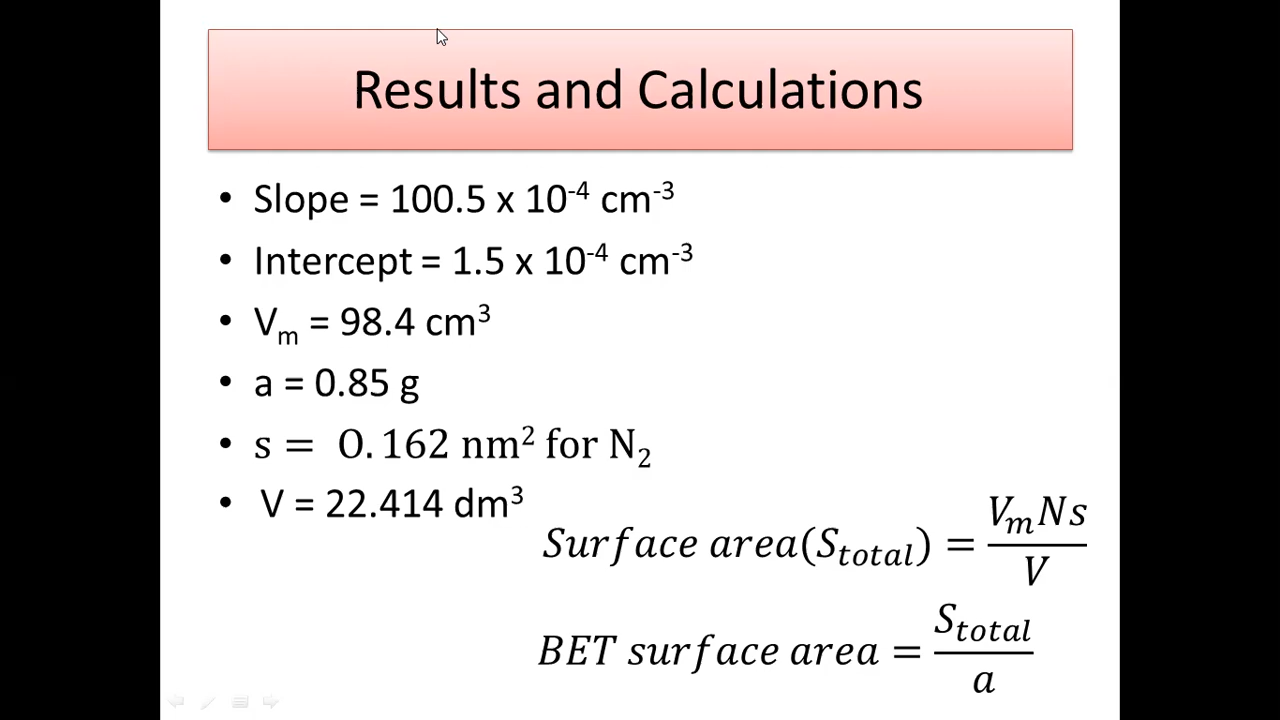 Results and Calculations
• Slope = 100.5 x 10⁻⁴ cm⁻³
• Intercept = 1.5 x 10⁻⁴ cm⁻³
• Vₘ = 98.4 cm³
• a = 0.85 g
• s = 0.162 nm² for N₂
• V = 22.414 dm³
Surface area(S_total) = VₘNs / V
BET surface area = S_total / a